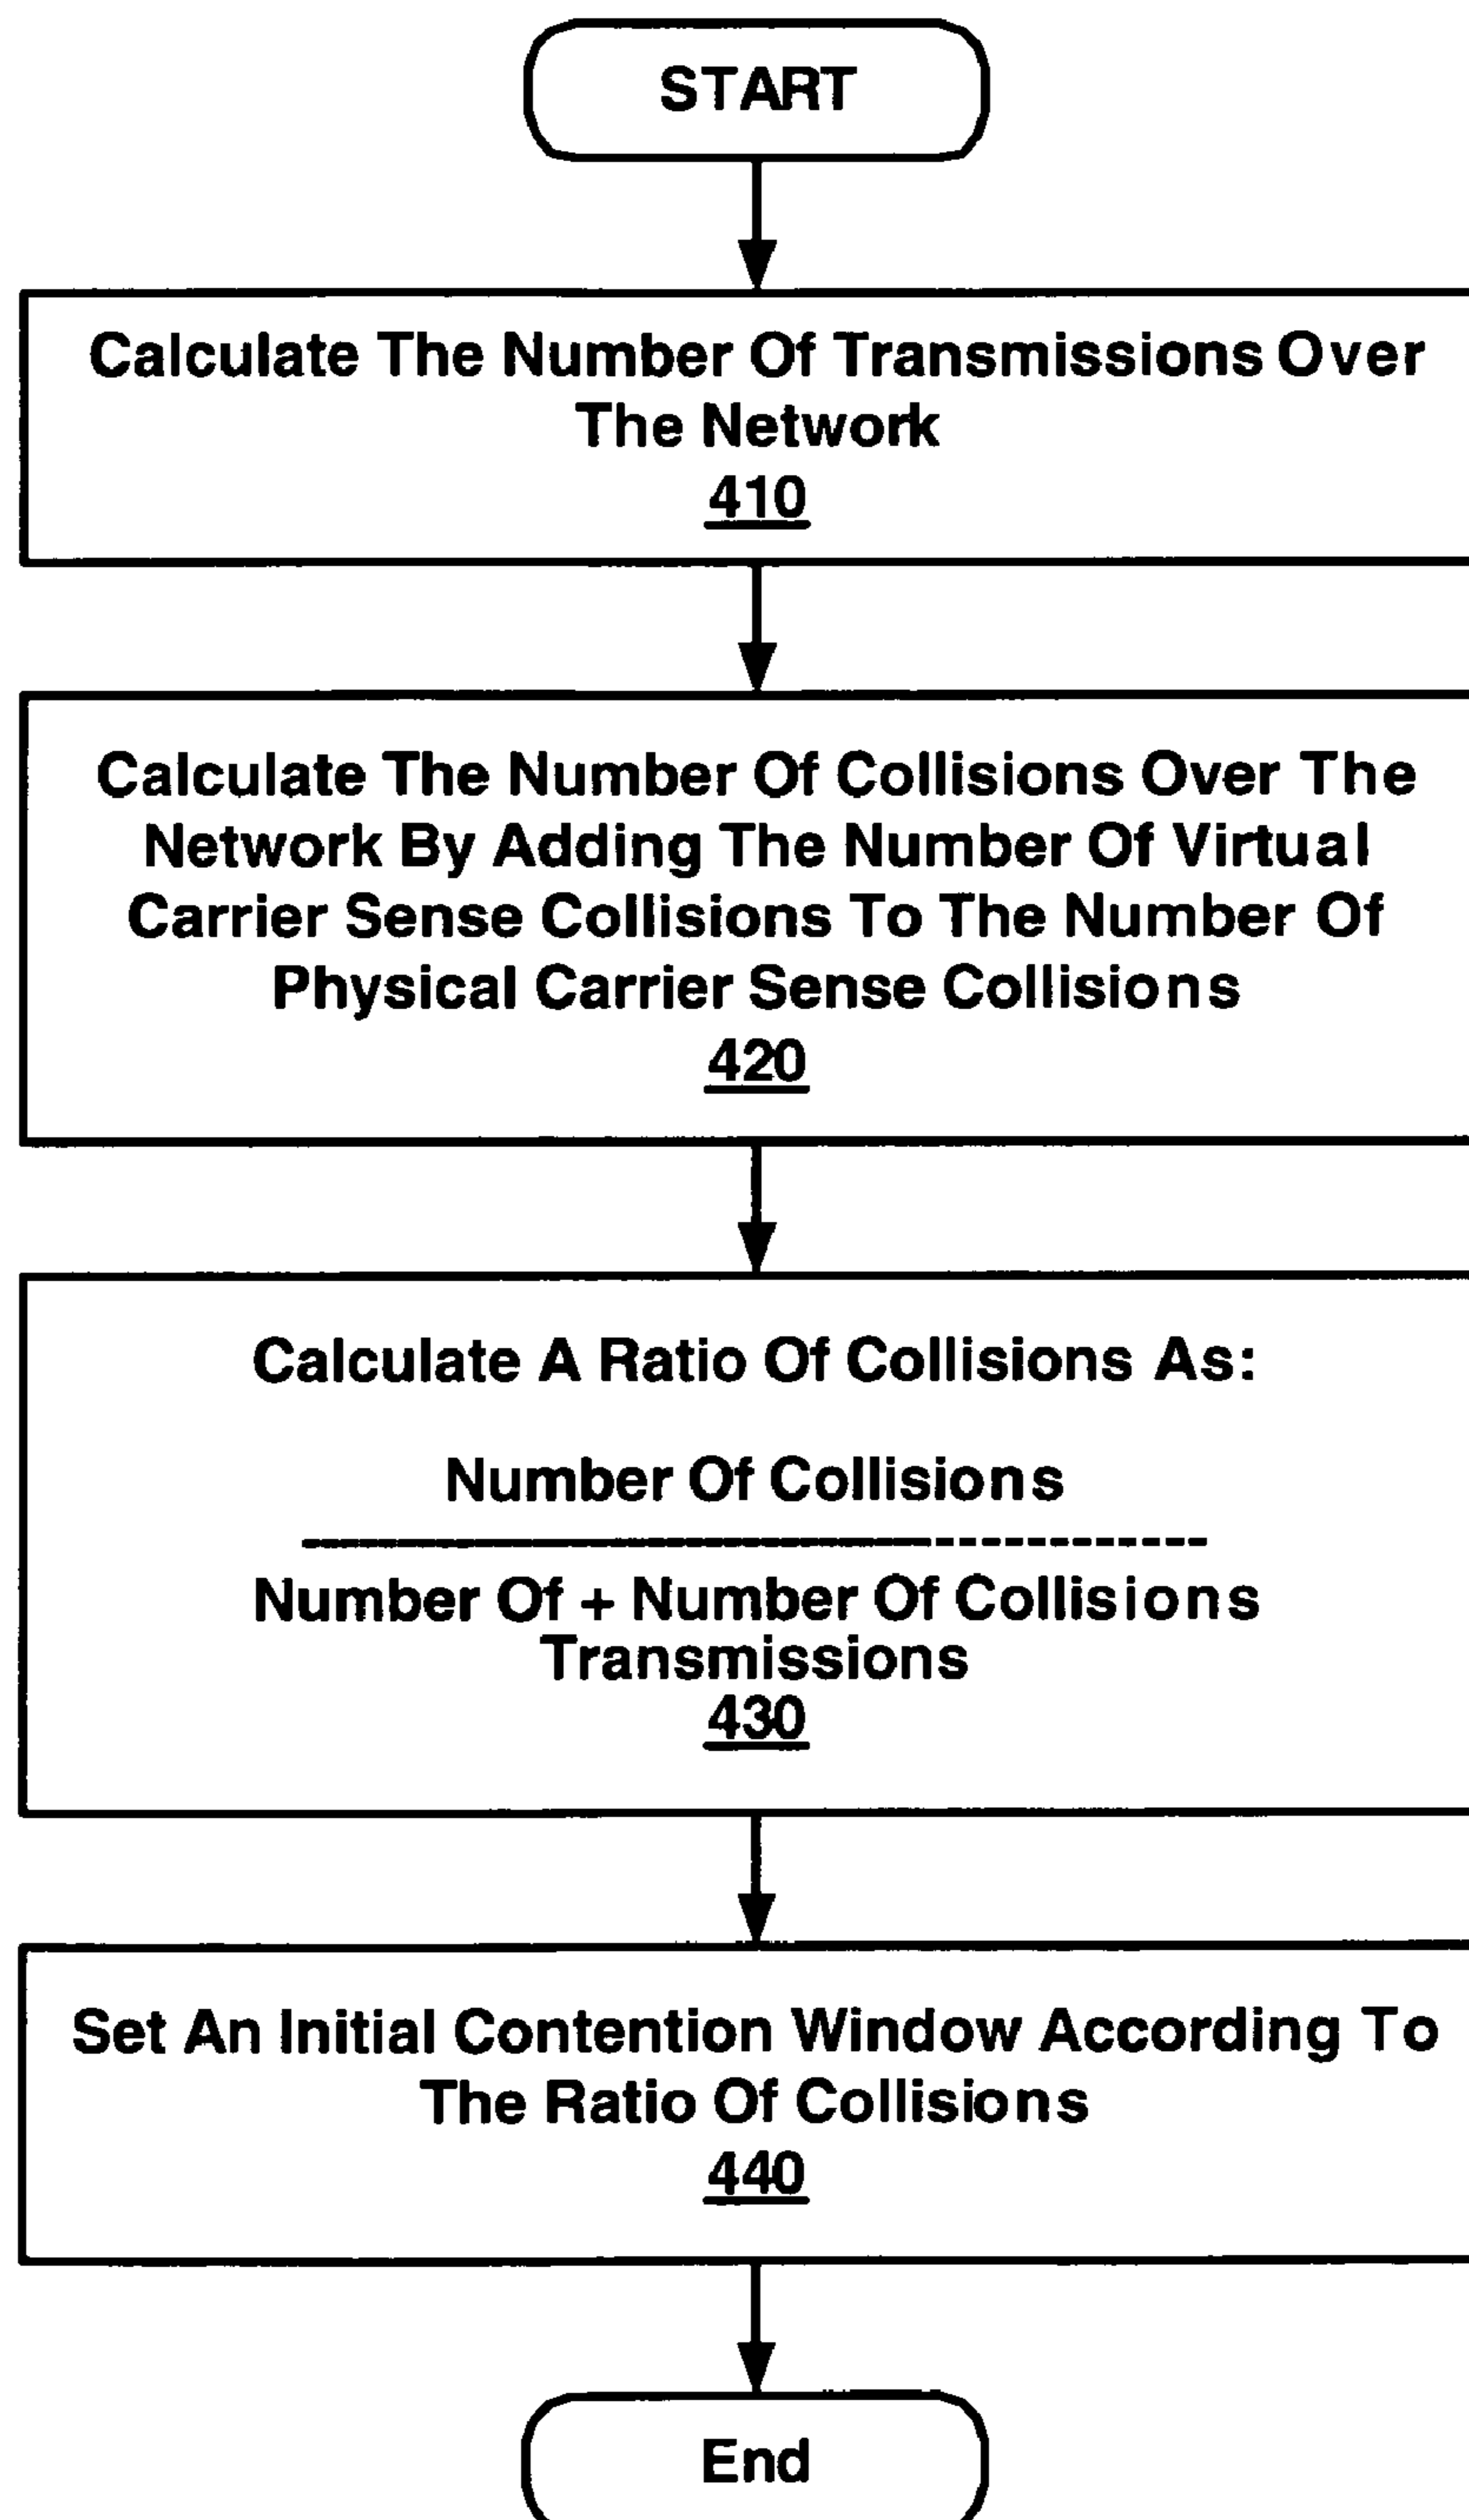 START
Calculate The Number Of Transmissions Over
The Network
410
Calculate The Number Of Collisions Over The
Network By Adding The Number Of Virtual
Carrier Sense Collisions To The Number Of
Physical Carrier Sense Collisions
420
Calculate A Ratio Of Collisions As:
Number Of Collisions
Number Of + Number Of Collisions
Transmissions
430
Set An Initial Contention Window According To
The Ratio Of Collisions
440
End